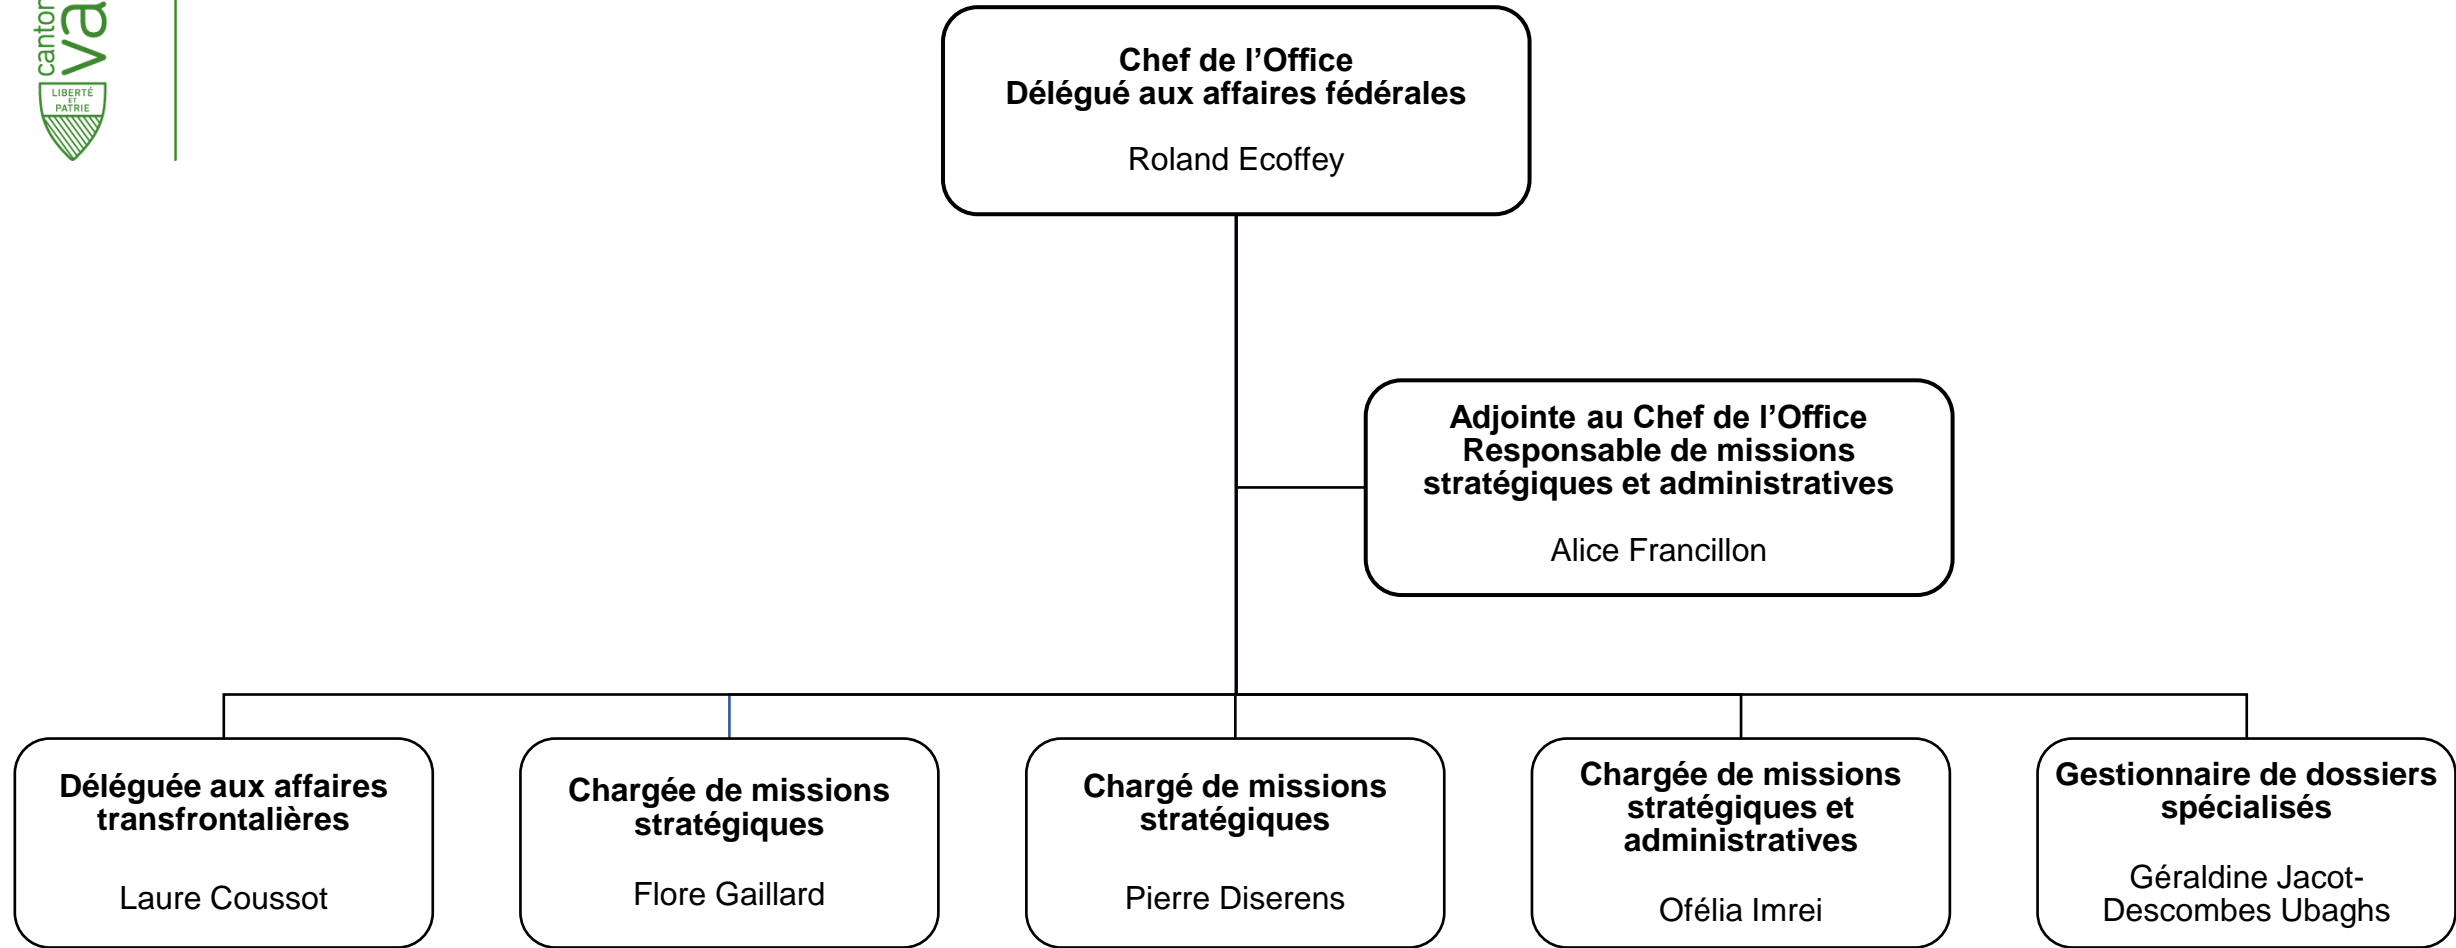 canton
va
LIBERTÉ
ET
PATRIE
Chef de l’Office
Délégué aux affaires fédérales
Roland Ecoffey
Adjointe au Chef de l’Office
Responsable de missions
stratégiques et administratives
Alice Francillon
Déléguée aux affaires
transfrontalières
Laure Coussot
Chargée de missions
stratégiques
Flore Gaillard
Chargé de missions
stratégiques
Pierre Diserens
Chargée de missions
stratégiques et
administratives
Ofélia Imrei
Gestionnaire de dossiers
spécialisés
Géraldine Jacot-
Descombes Ubaghs